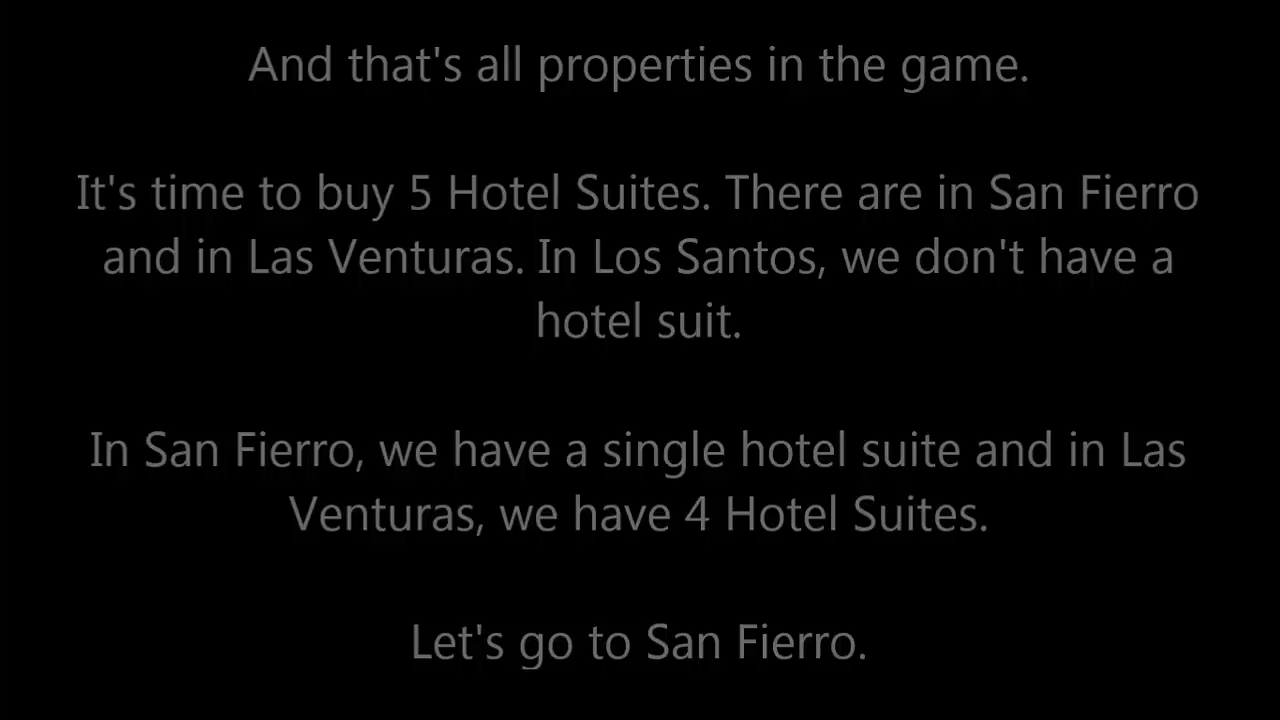 And that's all properties in the game.
It's time to buy 5 Hotel Suites. There are in San Fierro
and in Las Venturas. In Los Santos, we don't have a
hotel suit.
In San Fierro, we have a single hotel suite and in Las
Venturas, we have 4 Hotel Suites.
Let's go to San Fierro.